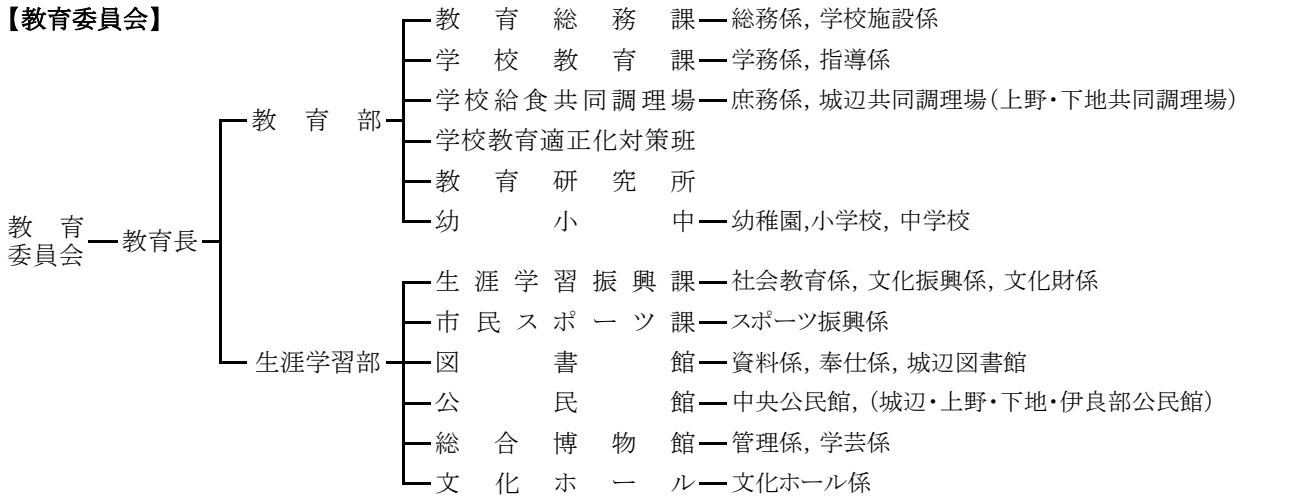 【教育委員会】
教育総務課 総務係, 学校施設係
学校教育課 学務係, 指導係
学校給食共同調理場 庶務係, 城辺共同調理場(上野・下地共同調理場)
教育部
学校教育適正化対策班
教育研究所
幼小中 幼稚園,小学校, 中学校
教育
委員会
教育長
生涯学習振興課 社会教育係, 文化振興係, 文化財係
市民スポーツ課 スポーツ振興係
生涯学習部
図書館 資料係, 奉仕係, 城辺図書館
公民館 中央公民館, (城辺・上野・下地・伊良部公民館)
総合博物館 管理係, 学芸係
文化ホール 文化ホール係